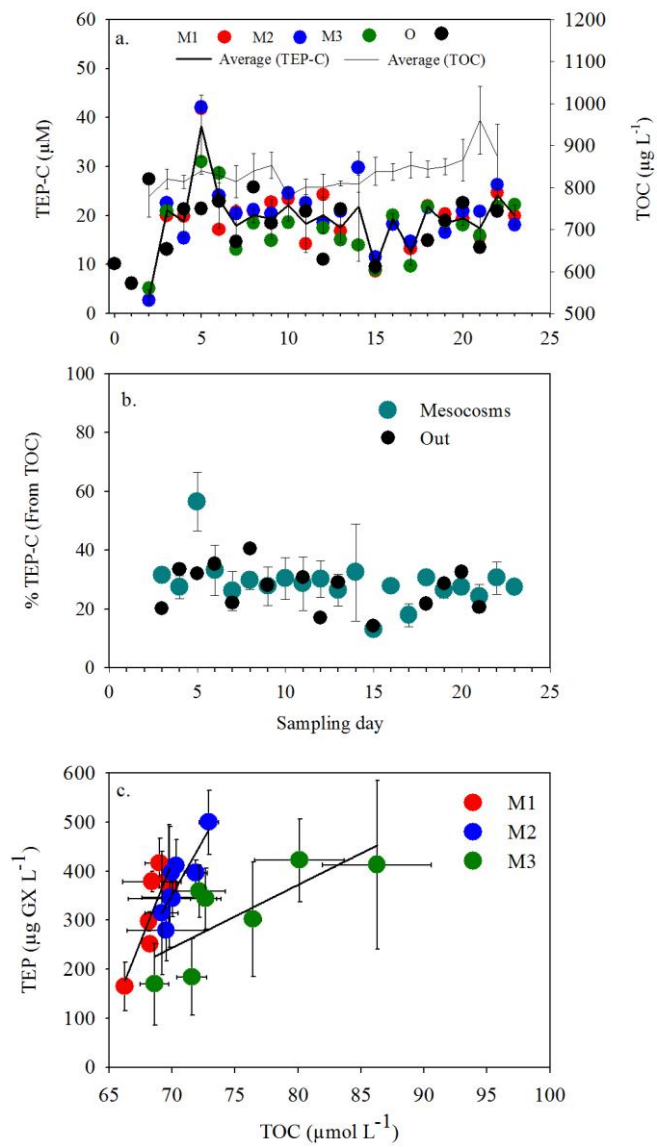 a.
M1 M2 M3 O
Average (TEP-C) Average (TOC)
60
50
40
30
20
10
0
TEP-C (µM)
1200
1100
1000
900
800
700
600
500
TOC (µg L-1)
0 5 10 15 20 25
b.
Mesocosms
Out
100
80
60
40
20
0
% TEP-C (From TOC)
0 5 10 15 20 25
Sampling day
c.
M1
M2
M3
600
500
400
300
200
100
0
TEP (µg GX L-1)
65 70 75 80 85 90 95 100
TOC (µmol L-1)